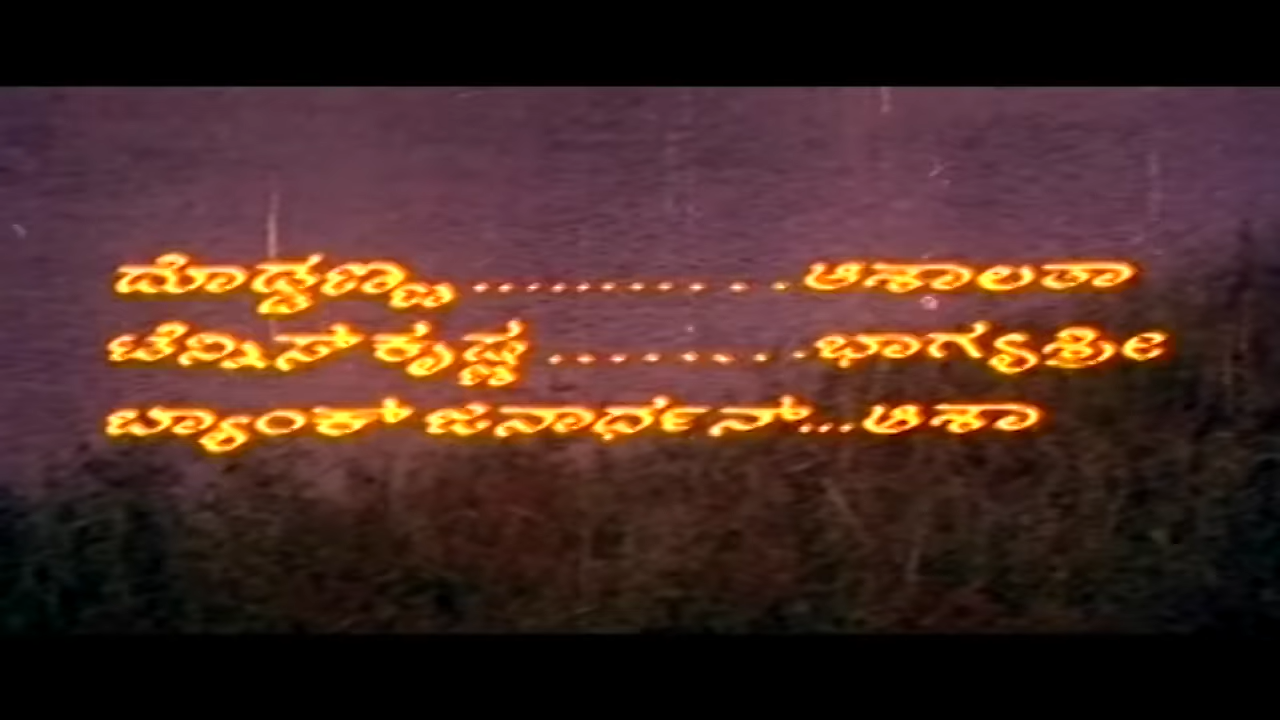 ದೊಡ್ಡಣ್ಣ ............ಆಶಾಲತಾ
ಟೆನ್ನಿಸ್ ಕೃಷ್ಣ .........ಭಾಗ್ಯಶ್ರೀ
ಬ್ಯಾಂಕ್ ಜನಾರ್ಧನ್...ಆಶಾ